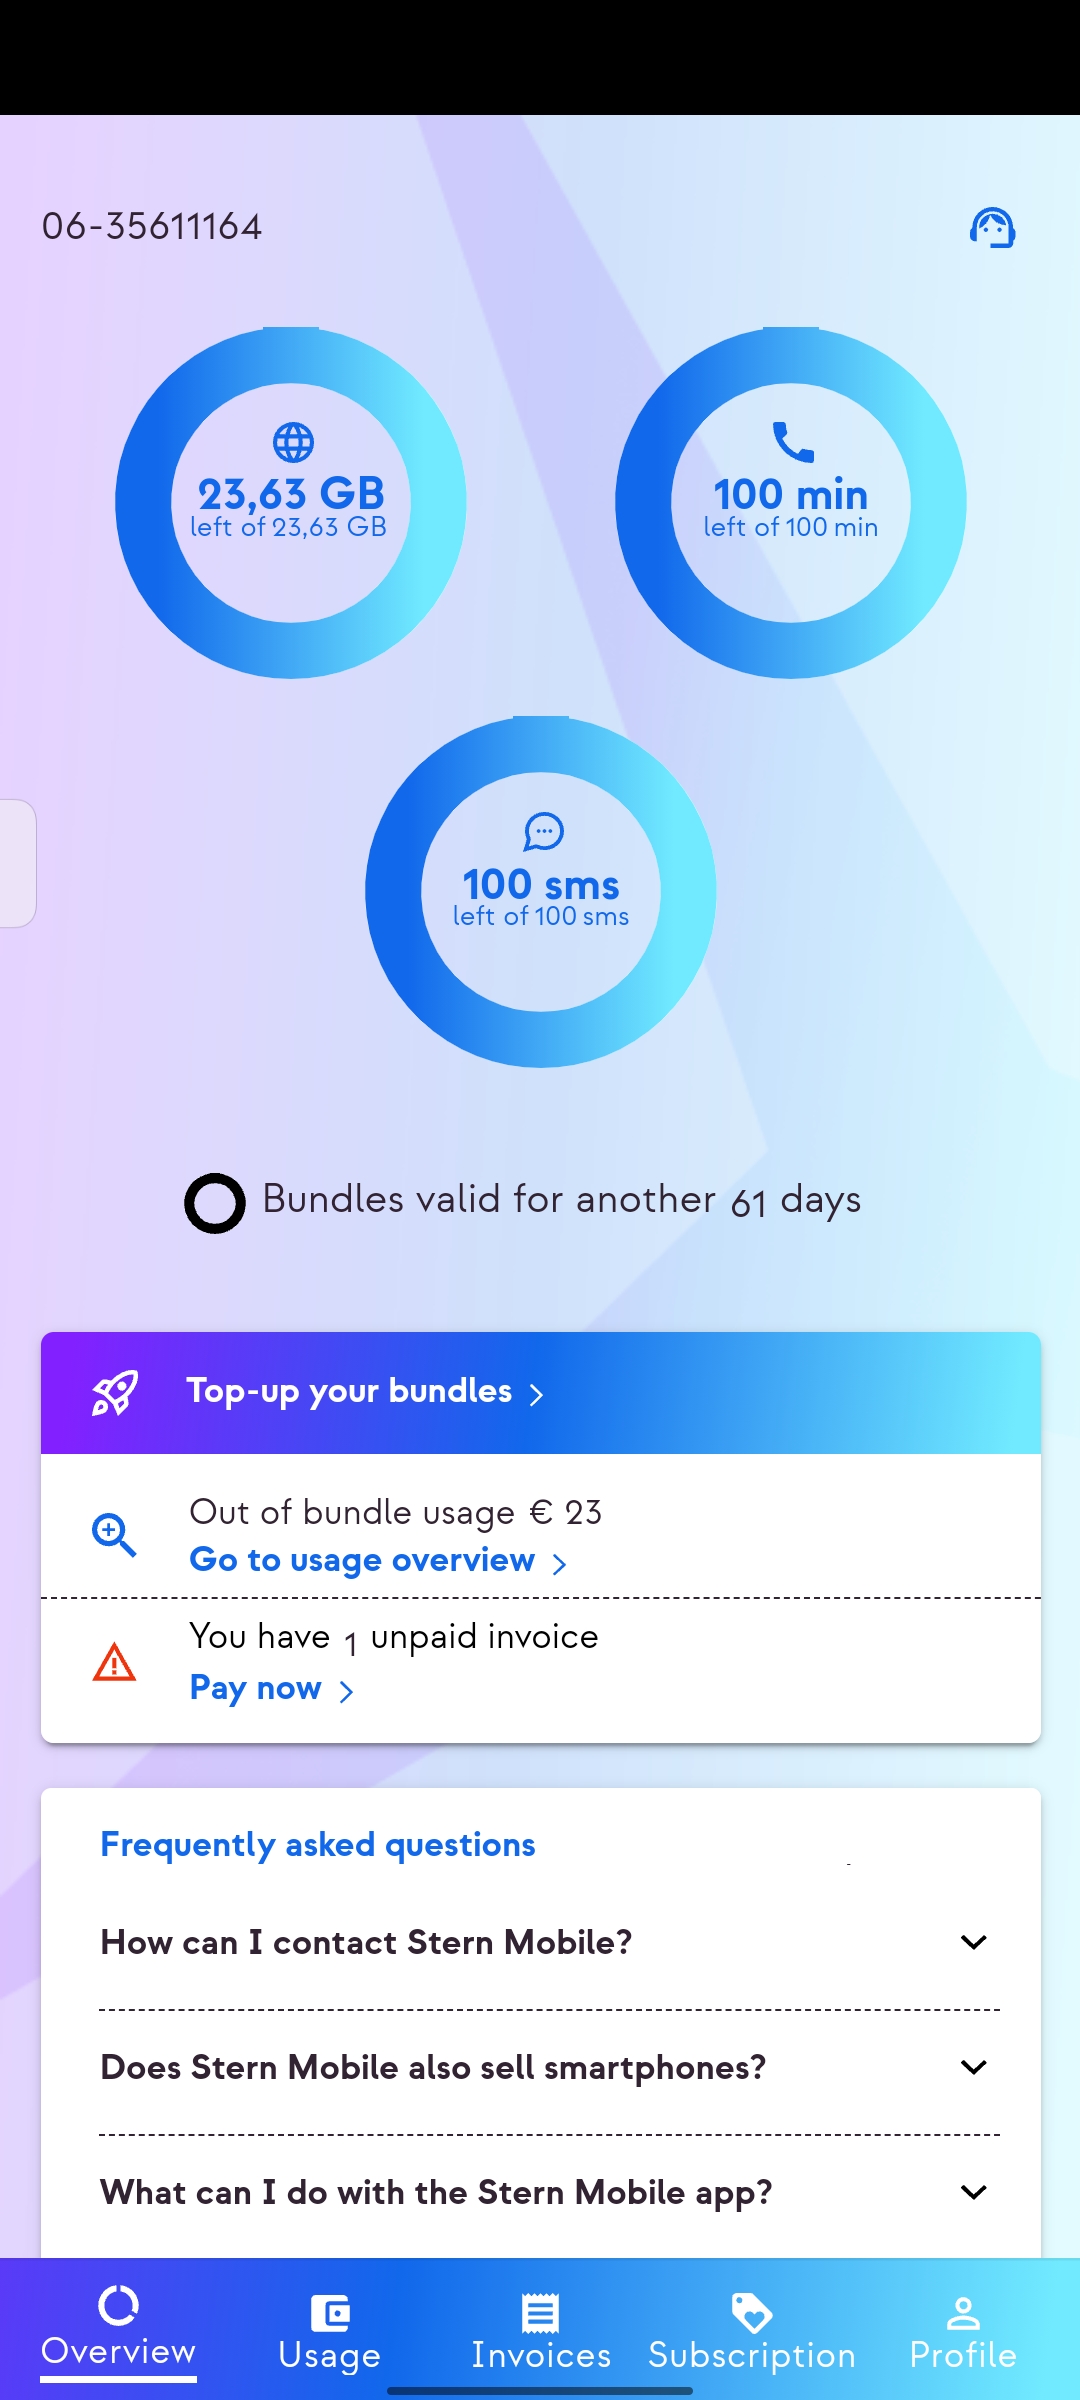 06-35611164
23,63 GB
left of 23,63 GB
100 min
left of 100 min
100 sms
left of 100 sms
Bundles valid for another 61 days
Top-up your bundles
Out of bundle usage € 23
Go to usage overview
You have 1 unpaid invoice
Pay now
Frequently asked questions
How can I contact Stern Mobile?
Does Stern Mobile also sell smartphones?
What can I do with the Stern Mobile app?
Overview
Usage
Invoices
Subscription
Profile